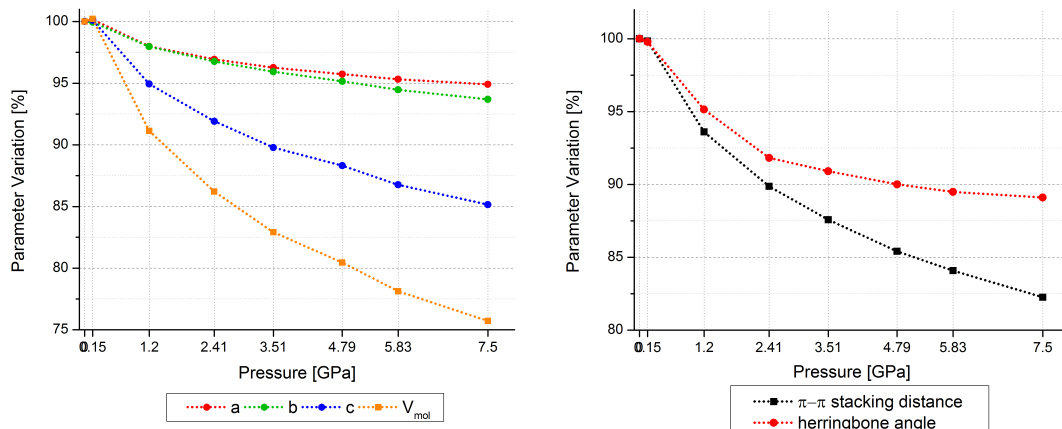 100
95
90
85
80
75
Parameter Variation [%]
0 0.15 1.2 2.41 3.51 4.79 5.83 7.5
Pressure [GPa]
a b c Vmol
100
95
90
85
80
Parameter Variation [%]
0 0.15 1.2 2.41 3.51 4.79 5.83 7.5
Pressure [GPa]
π–π stacking distance
herringbone angle